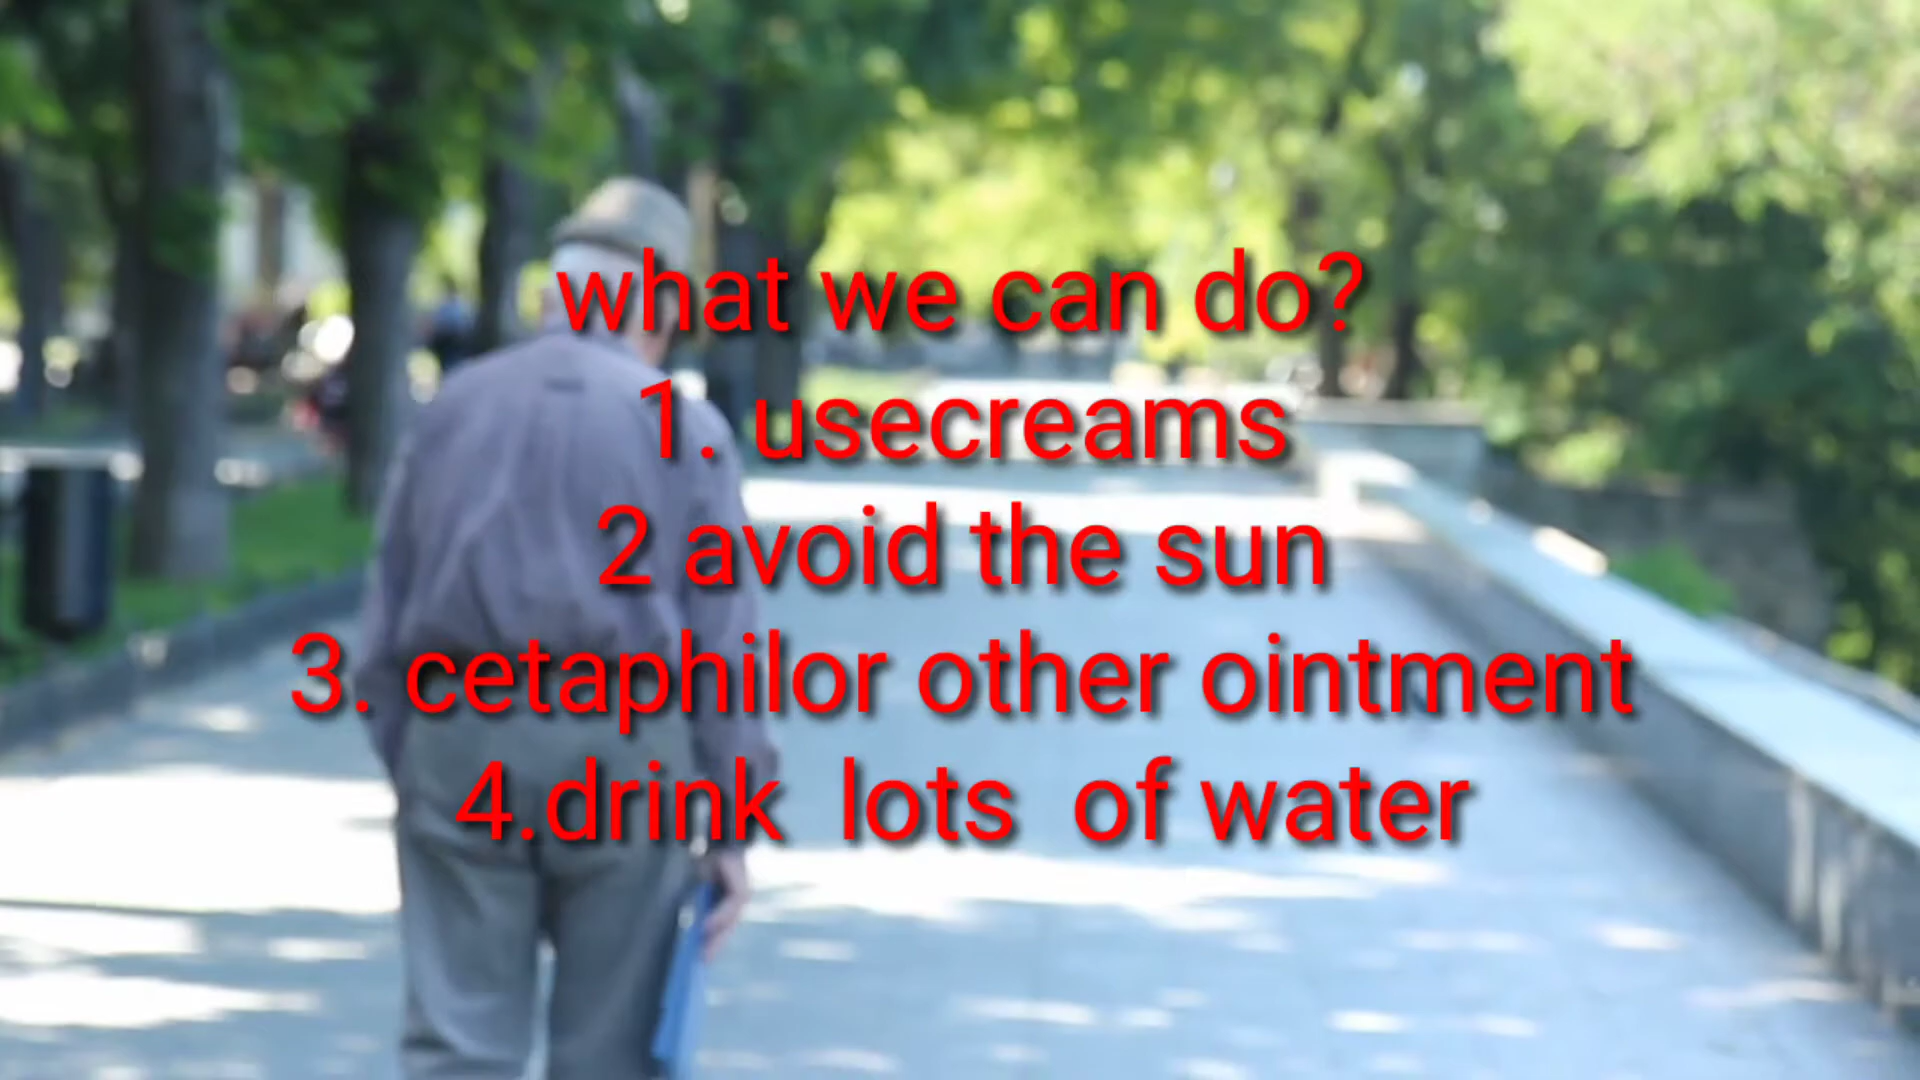 what we can do?
1. usecreams
2 avoid the sun
3. cetaphilor other ointment
4.drink lots of water